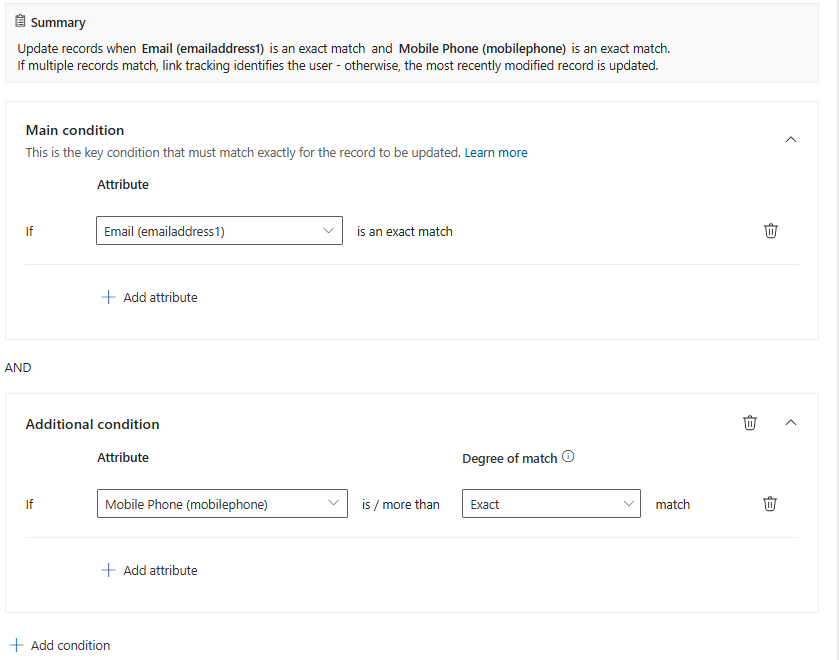 Summary
Update records when Email (emailaddress1) is an exact match and Mobile Phone (mobilephone) is an exact match.
If multiple records match, link tracking identifies the user - otherwise, the most recently modified record is updated.
Main condition
This is the key condition that must match exactly for the record to be updated. Learn more
Attribute
If Email (emailaddress1) is an exact match
Add attribute
AND
Additional condition
Attribute Degree of match
If Mobile Phone (mobilephone) is / more than Exact match
Add attribute
Add condition